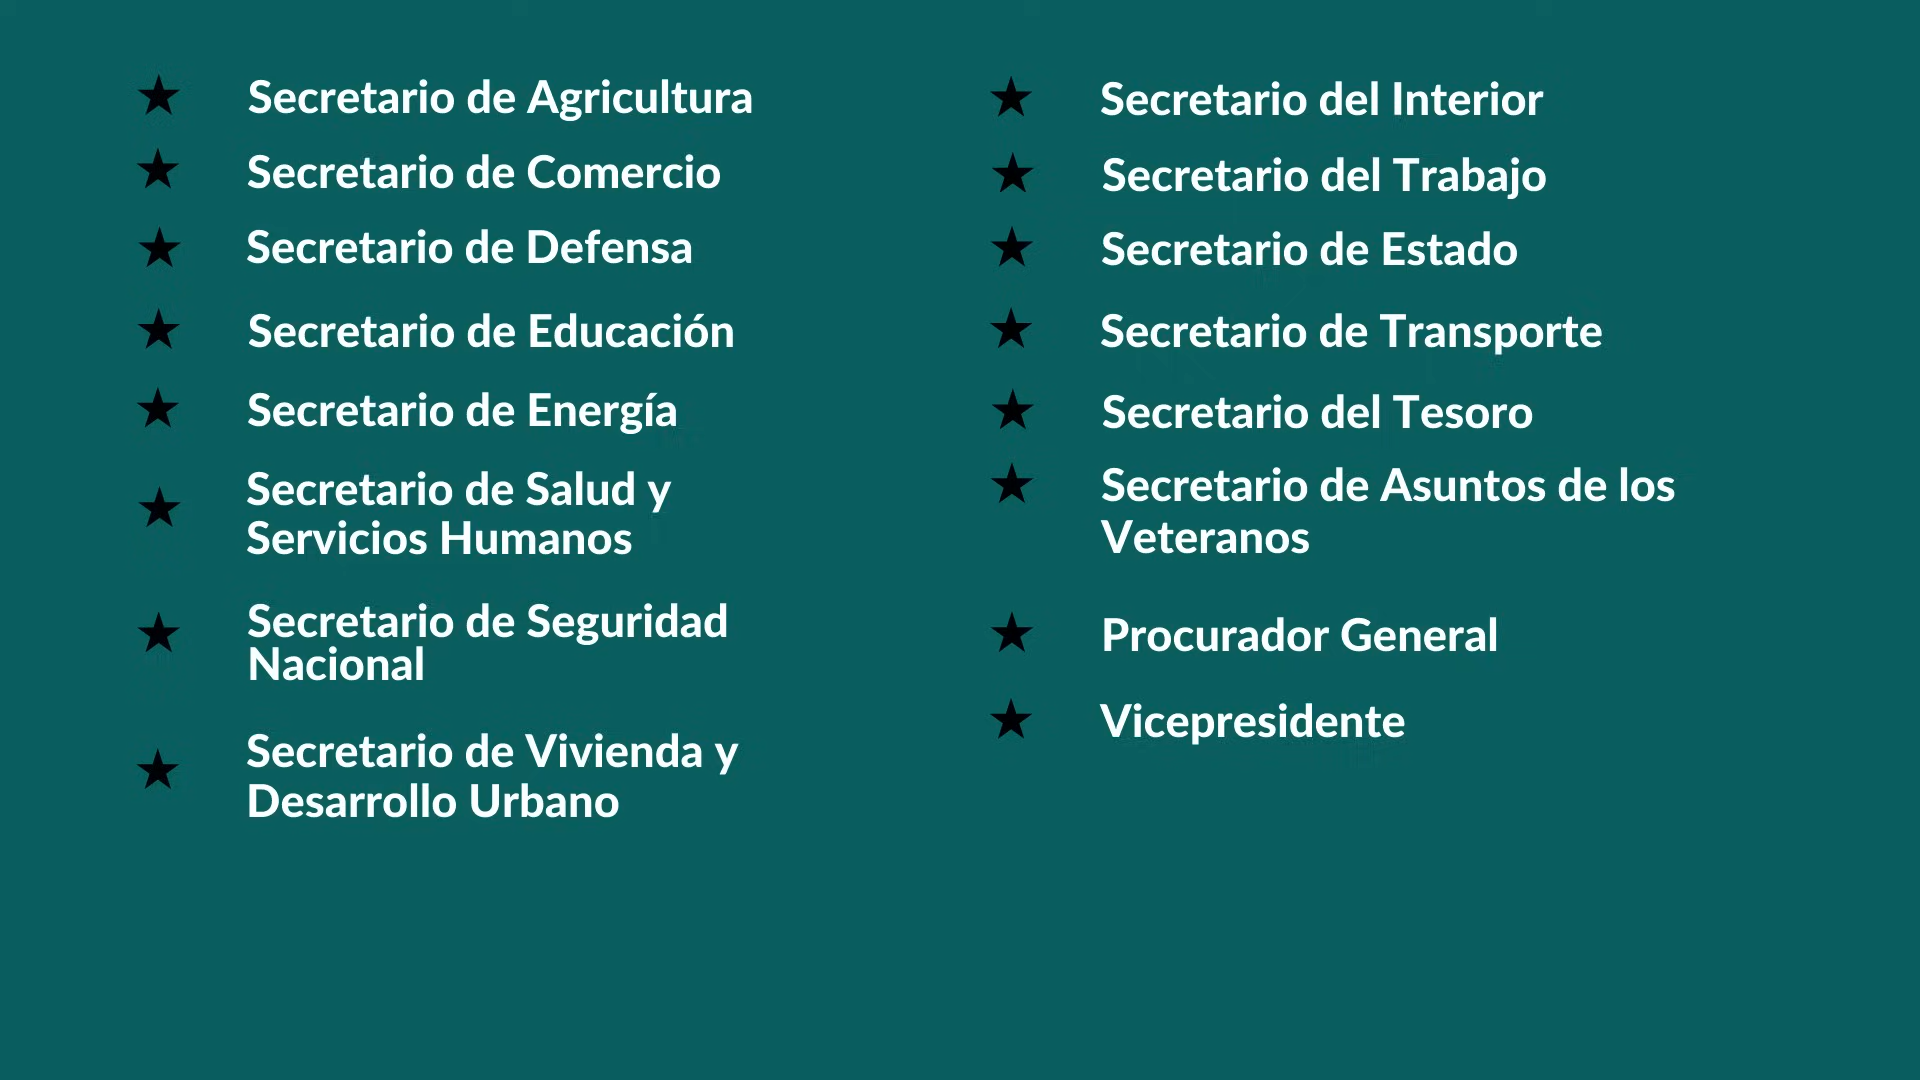 Secretario de Agricultura
Secretario de Comercio
Secretario de Defensa
Secretario de Educación
Secretario de Energía
Secretario de Salud y
Servicios Humanos
Secretario de Seguridad
Nacional
Secretario de Vivienda y
Desarrollo Urbano
Secretario del Interior
Secretario del Trabajo
Secretario de Estado
Secretario de Transporte
Secretario del Tesoro
Secretario de Asuntos de los
Veteranos
Procurador General
Vicepresidente